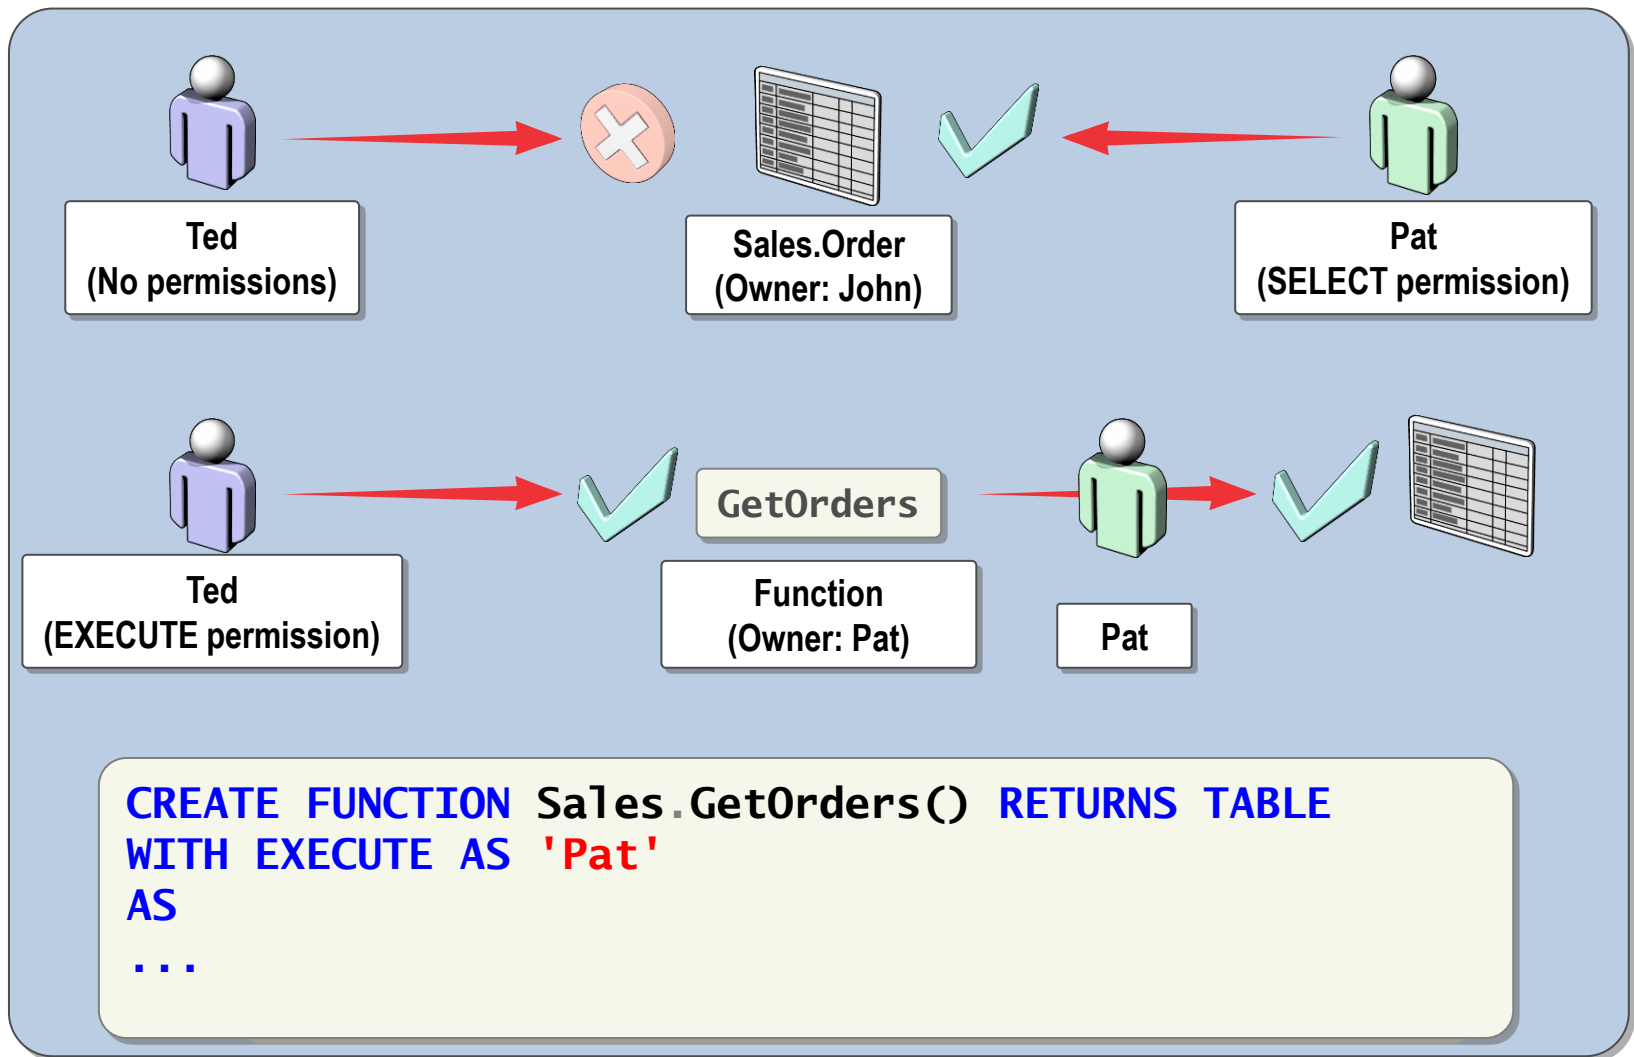 Ted
(No permissions)
Sales.Order
(Owner: John)
Pat
(SELECT permission)
GetOrders
Ted
(EXECUTE permission)
Function
(Owner: Pat)
Pat
CREATE FUNCTION Sales.GetOrders() RETURNS TABLE
WITH EXECUTE AS 'Pat'
AS
...